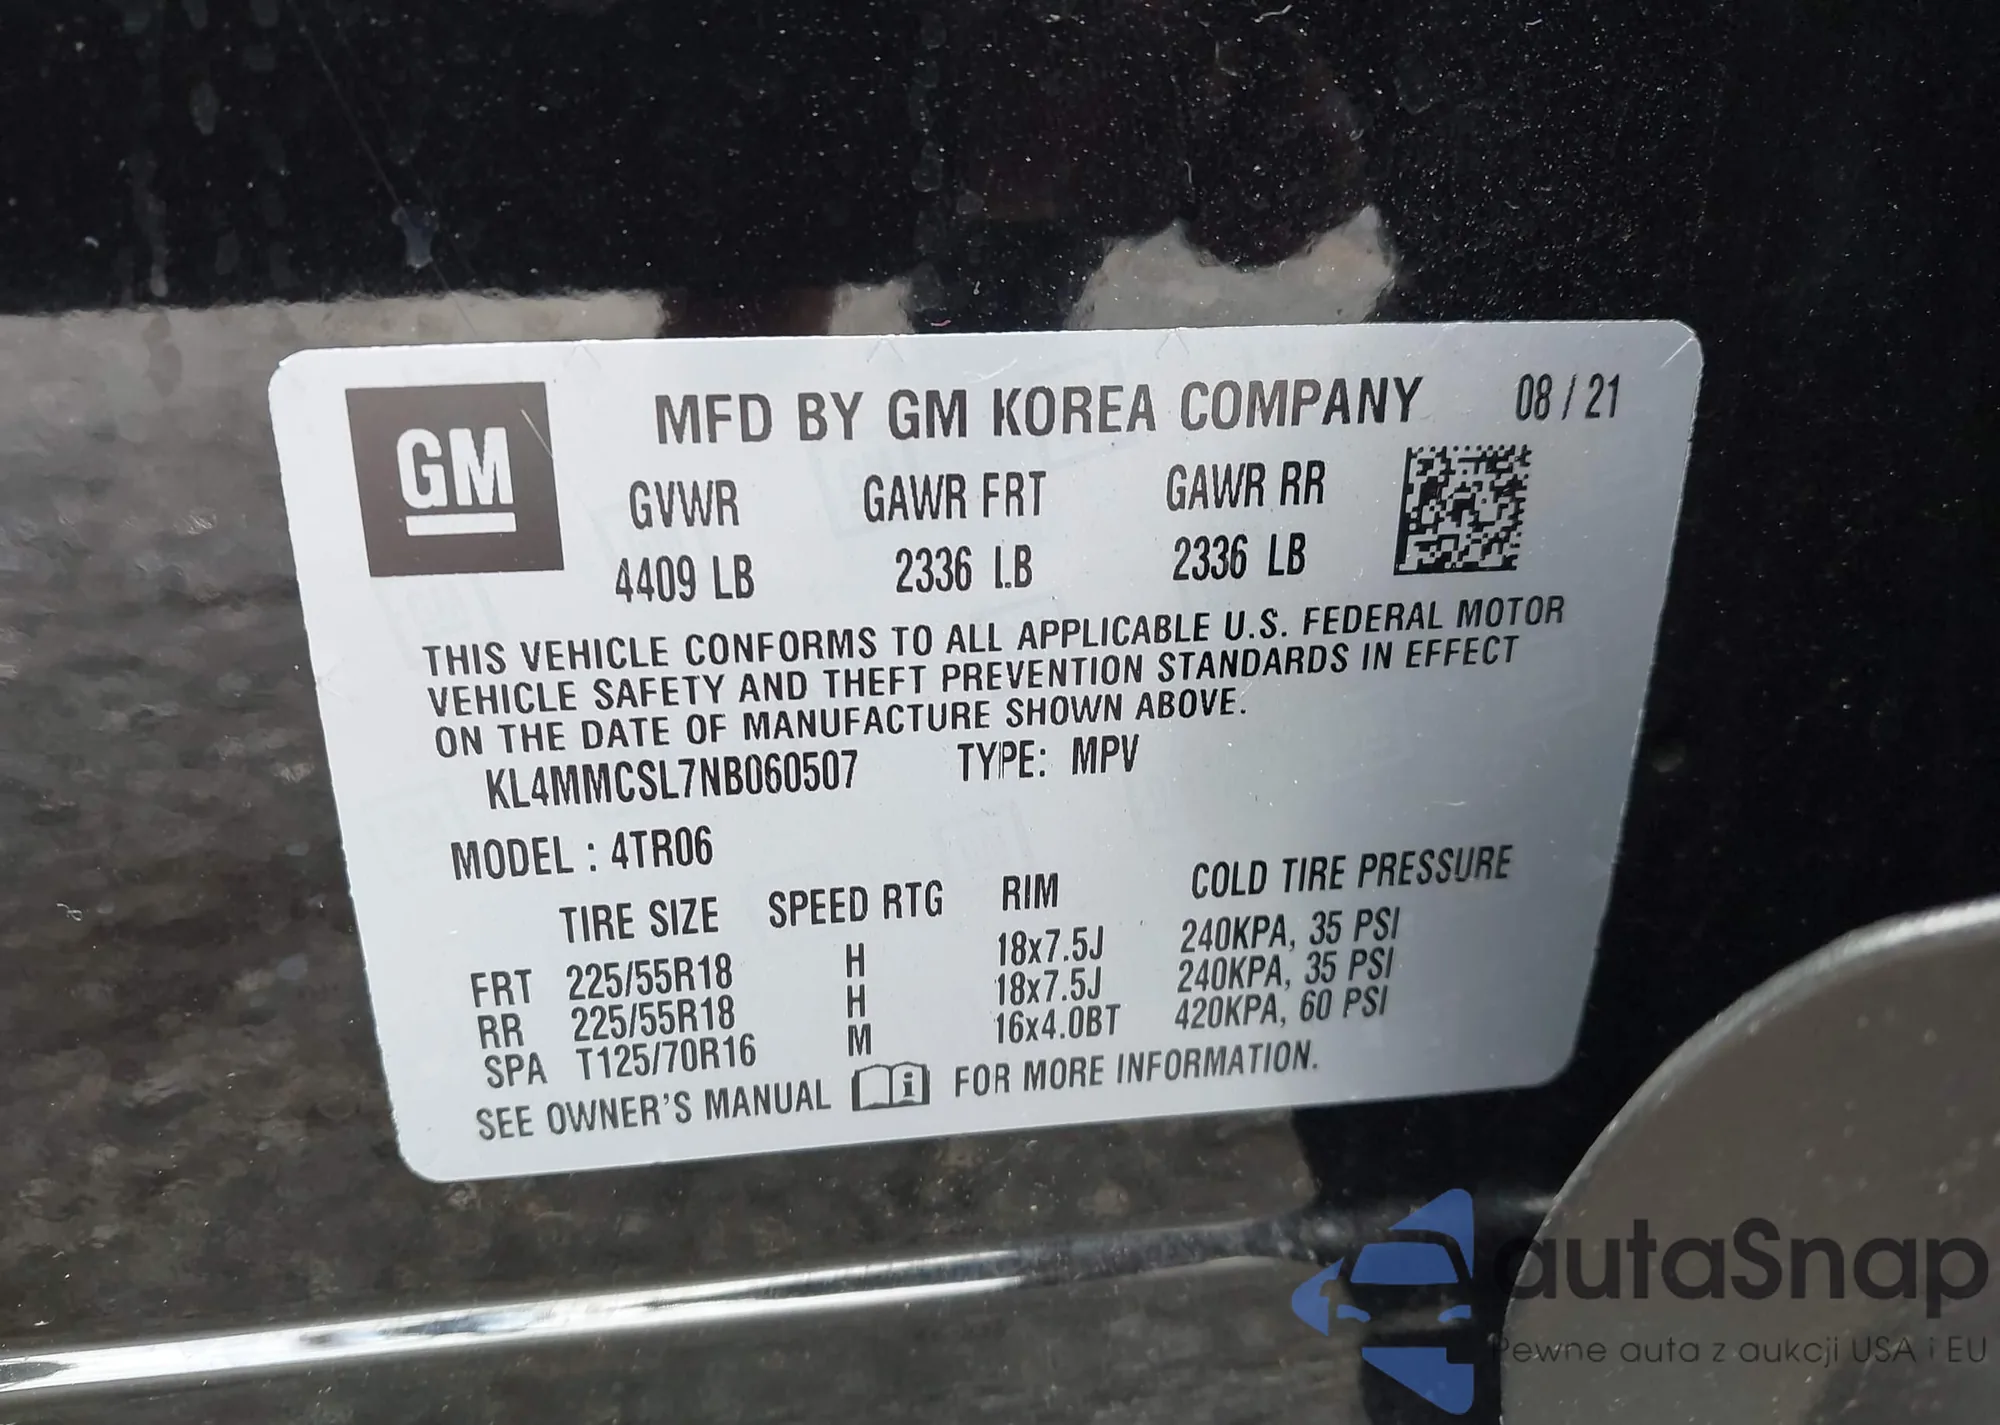 GM
MFD BY GM KOREA COMPANY 08 / 21
GVWR GAWR FRT GAWR RR
4409 LB 2336 LB 2336 LB
THIS VEHICLE CONFORMS TO ALL APPLICABLE U.S. FEDERAL MOTOR
VEHICLE SAFETY AND THEFT PREVENTION STANDARDS IN EFFECT
ON THE DATE OF MANUFACTURE SHOWN ABOVE.
KL4MMCSL7NB060507 TYPE: MPV
MODEL : 4TR06
TIRE SIZE SPEED RTG RIM COLD TIRE PRESSURE
FRT 225/55R18 H 18x7.5J 240KPA, 35 PSI
RR 225/55R18 H 18x7.5J 240KPA, 35 PSI
SPA T125/70R16 M 16x4.0BT 420KPA, 60 PSI
SEE OWNER'S MANUAL i FOR MORE INFORMATION.
autaSnap
Pewne auta z aukcji USA i EU